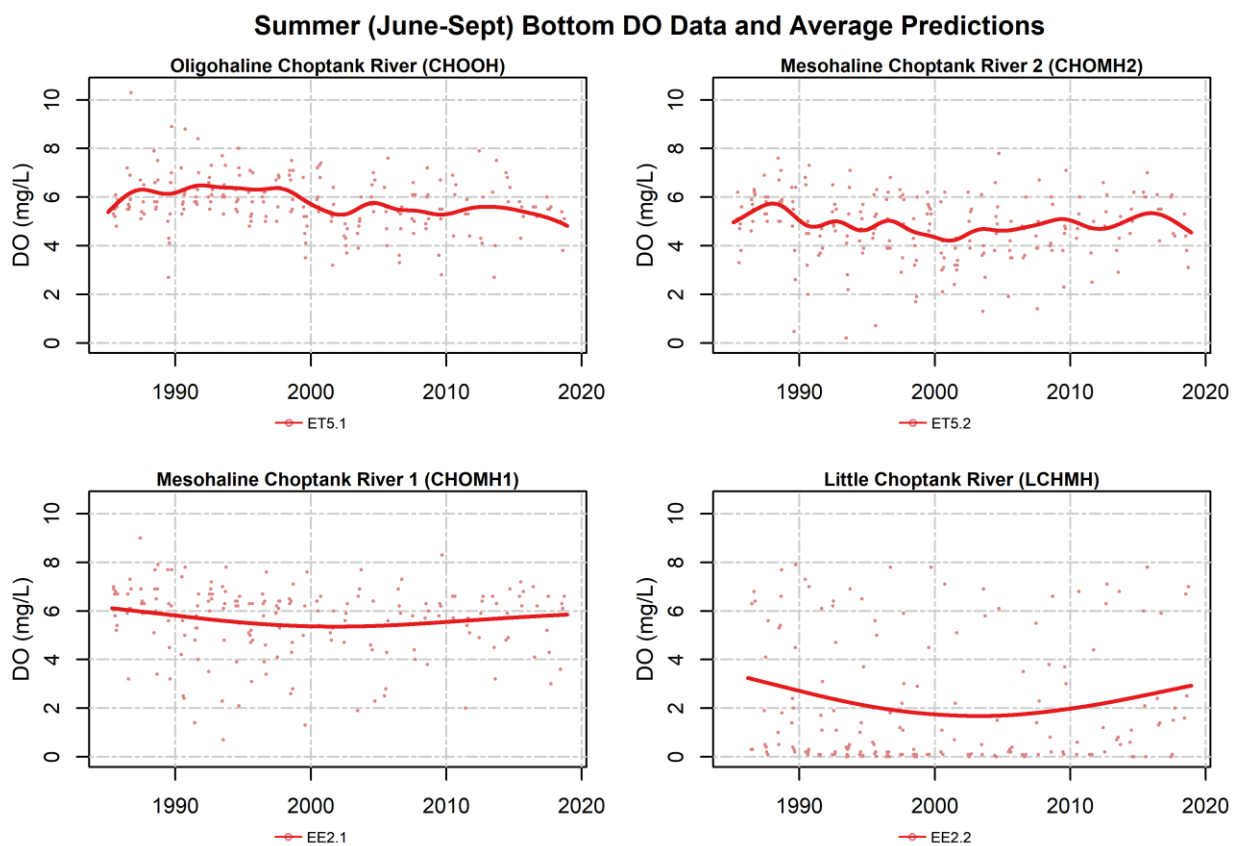 Summer (June-Sept) Bottom DO Data and Average Predictions
Oligohaline Choptank River (CHOOH)
DO (mg/L)
10
8
6
4
2
0
1990 2000 2010 2020
ET5.1
Mesohaline Choptank River 2 (CHOMH2)
DO (mg/L)
10
8
6
4
2
0
1990 2000 2010 2020
ET5.2
Mesohaline Choptank River 1 (CHOMH1)
DO (mg/L)
10
8
6
4
2
0
1990 2000 2010 2020
EE2.1
Little Choptank River (LCHMH)
DO (mg/L)
10
8
6
4
2
0
1990 2000 2010 2020
EE2.2